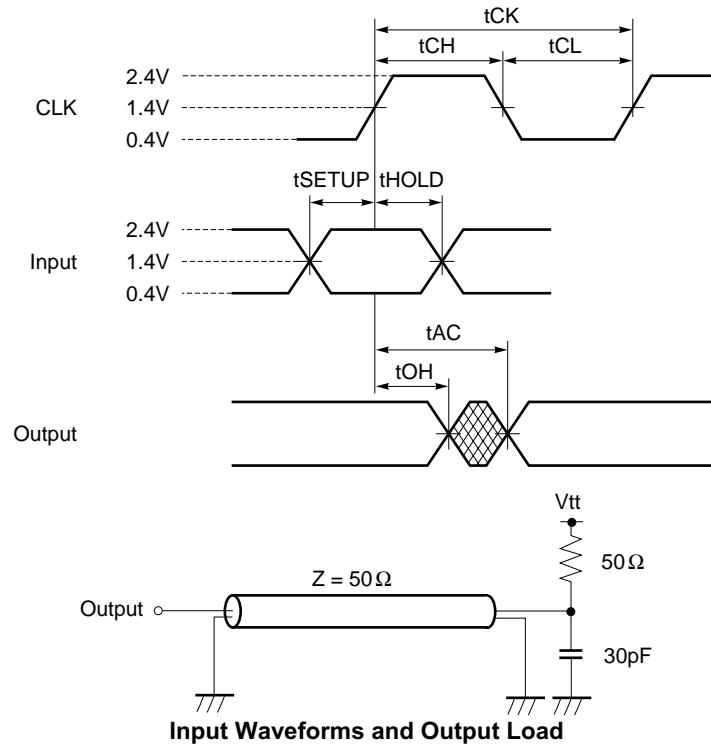 tCK
tCH tCL
2.4V
CLK 1.4V
0.4V
tSETUP tHOLD
2.4V
Input 1.4V
0.4V
tAC
tOH
Output
Vtt
50Ω
Z = 50Ω
Output
30pF
Input Waveforms and Output Load